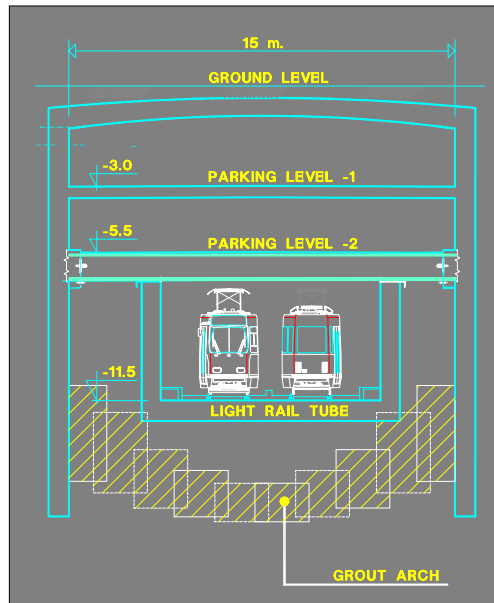 15 m.
GROUND LEVEL
-3.0
PARKING LEVEL -1
-5.5
PARKING LEVEL -2
-11.5
LIGHT RAIL TUBE
GROUT ARCH